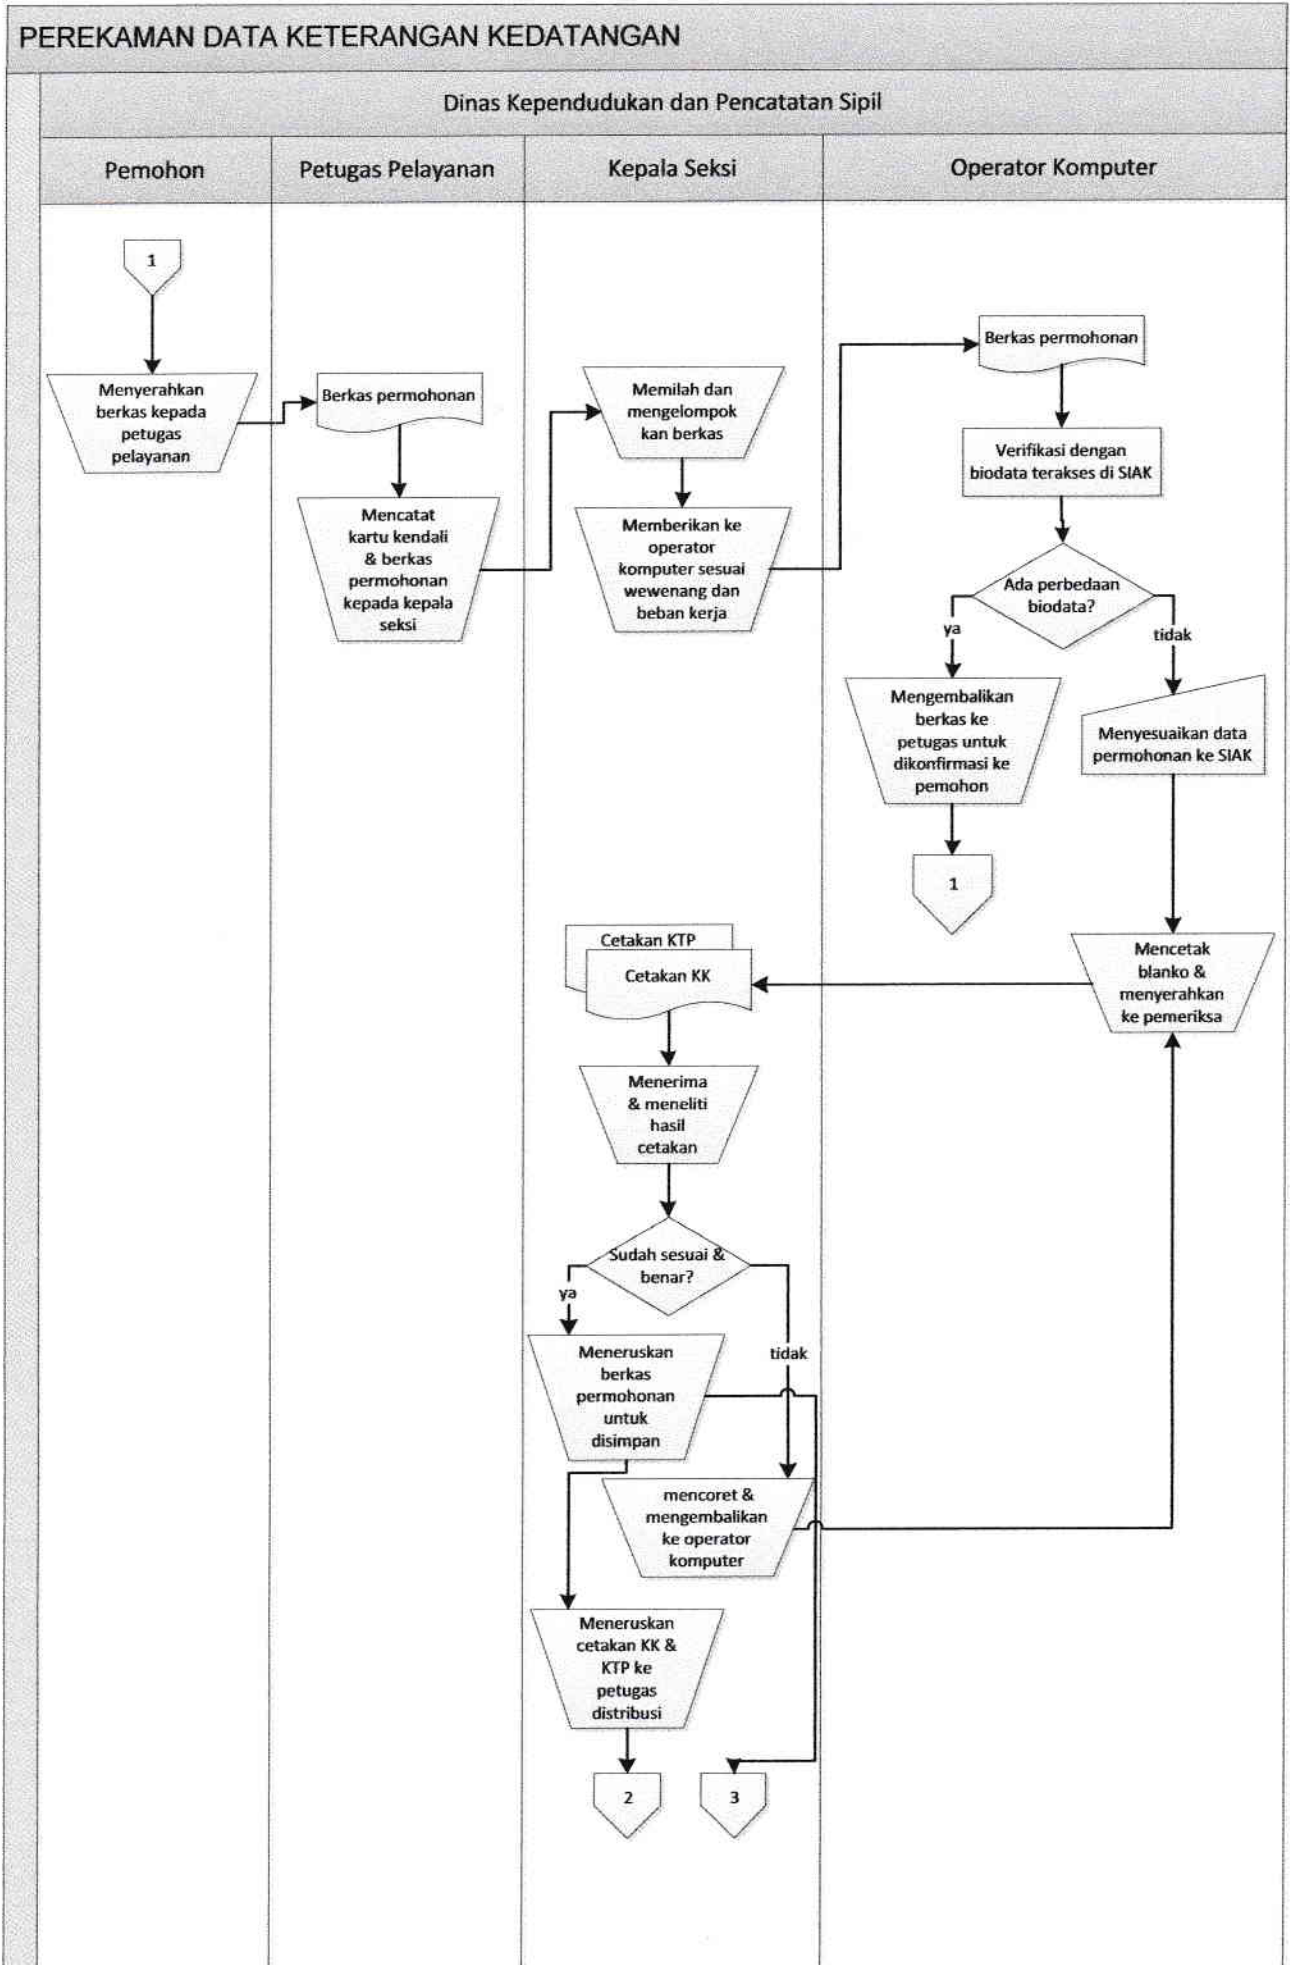 PEREKAMAN DATA KETERANGAN KEDATANGAN
Dinas Kependudukan dan Pencatatan Sipil
Pemohon
Petugas Pelayanan
Kepala Seksi
Operator Komputer
1
Menyerahkan
berkas kepada
petugas
pelayanan
Berkas permohonan
Mencatat
kartu kendali
& berkas
permohonan
kepada kepala
seksi
Memilah dan
mengelompok
kan berkas
Memberikan ke
operator
komputer sesuai
wewenang dan
beban kerja
Berkas permohonan
Verifikasi dengan
biodata terakses di SIAK
Ada perbedaan
biodata?
ya
tidak
Mengembalikan
berkas ke
petugas untuk
dikonfirmasi ke
pemohon
Menyesuaikan data
permohonan ke SIAK
1
Mencetak
blanko &
menyerahkan
ke pemeriksa
Cetakan KTP
Cetakan KK
Menerima
& meneliti
hasil
cetakan
Sudah sesuai &
benar?
ya
tidak
Meneruskan
berkas
permohonan
untuk
disimpan
mencoret &
mengembalikan
ke operator
komputer
Meneruskan
cetakan KK &
KTP ke
petugas
distribusi
2
3